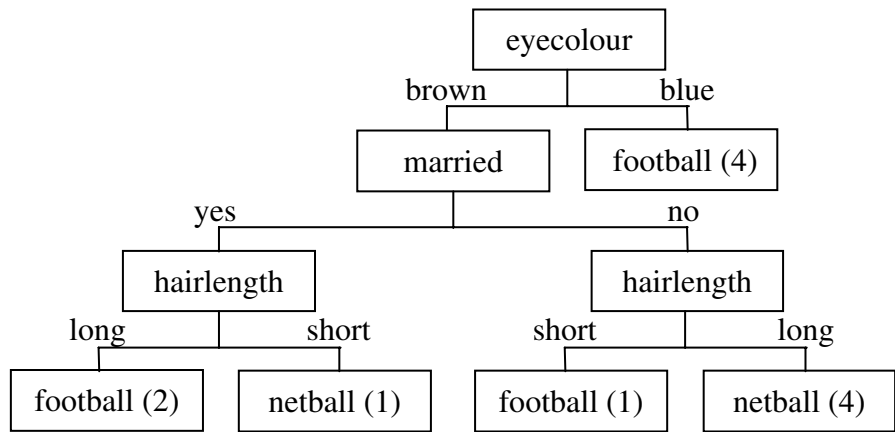 eyecolour
brown blue
married football (4)
yes no
hairlength hairlength
long short short long
football (2) netball (1) football (1) netball (4)